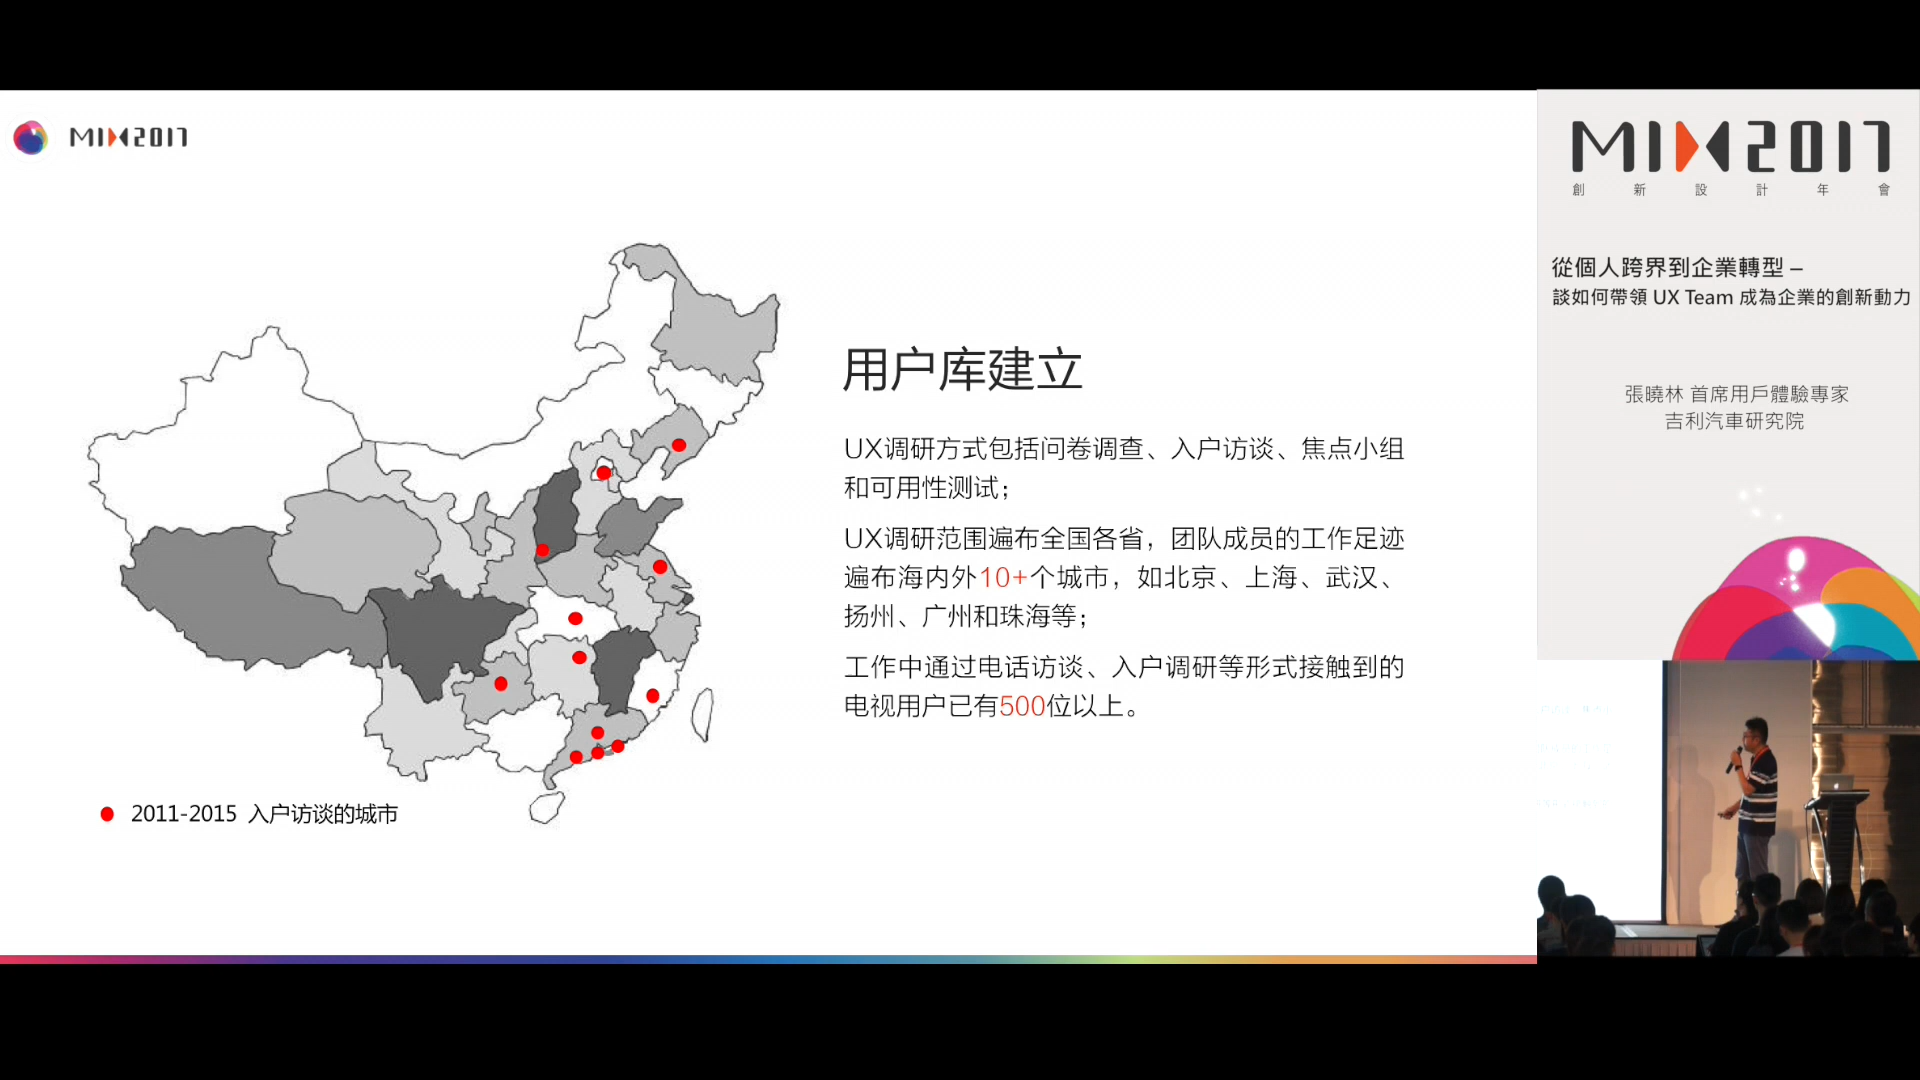 MIX2017
用户库建立
UX调研方式包括问卷调查、入户访谈、焦点小组
和可用性测试；
UX调研范围遍布全国各省，团队成员的工作足迹
遍布海内外10+个城市，如北京、上海、武汉、
扬州、广州和珠海等；
工作中通过电话访谈、入户调研等形式接触到的
电视用户已有500位以上。
2011-2015 入户访谈的城市
MIX2017
創新設計年會
從個人跨界到企業轉型 –
談如何帶領 UX Team 成為企業的創新動力
張曉林 首席用戶體驗專家
吉利汽車研究院